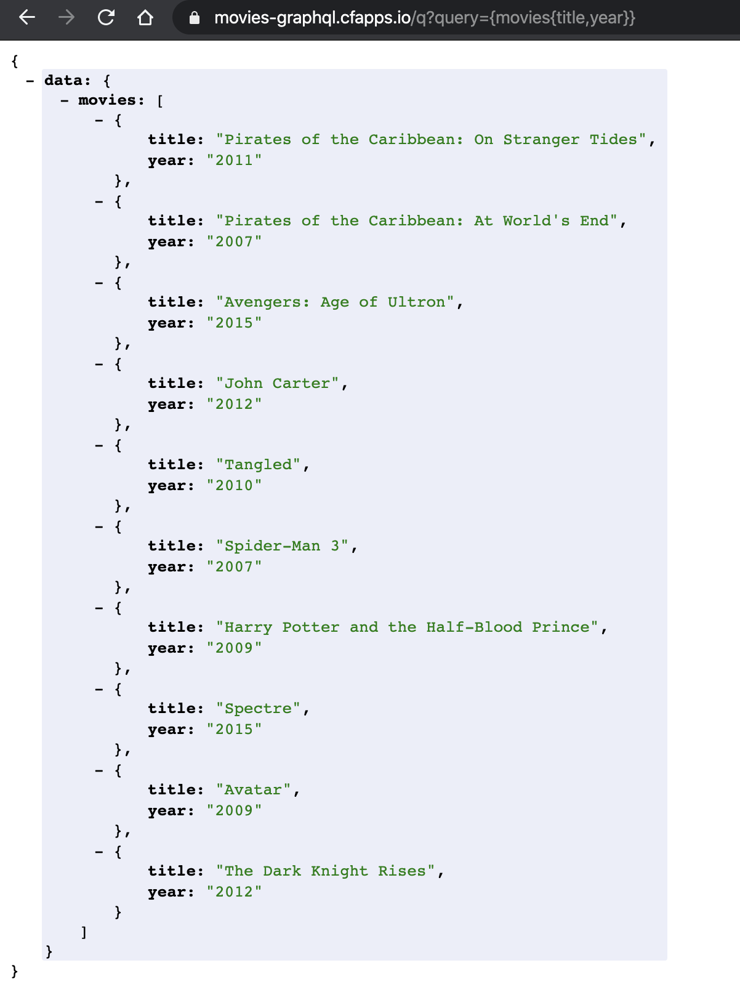 movies-graphql.cfapps.io/q?query={movies{title,year}}
{
- data: {
- movies: [
- {
title: "Pirates of the Caribbean: On Stranger Tides",
year: "2011"
},
- {
title: "Pirates of the Caribbean: At World's End",
year: "2007"
},
- {
title: "Avengers: Age of Ultron",
year: "2015"
},
- {
title: "John Carter",
year: "2012"
},
- {
title: "Tangled",
year: "2010"
},
- {
title: "Spider-Man 3",
year: "2007"
},
- {
title: "Harry Potter and the Half-Blood Prince",
year: "2009"
},
- {
title: "Spectre",
year: "2015"
},
- {
title: "Avatar",
year: "2009"
},
- {
title: "The Dark Knight Rises",
year: "2012"
}
]
}
}